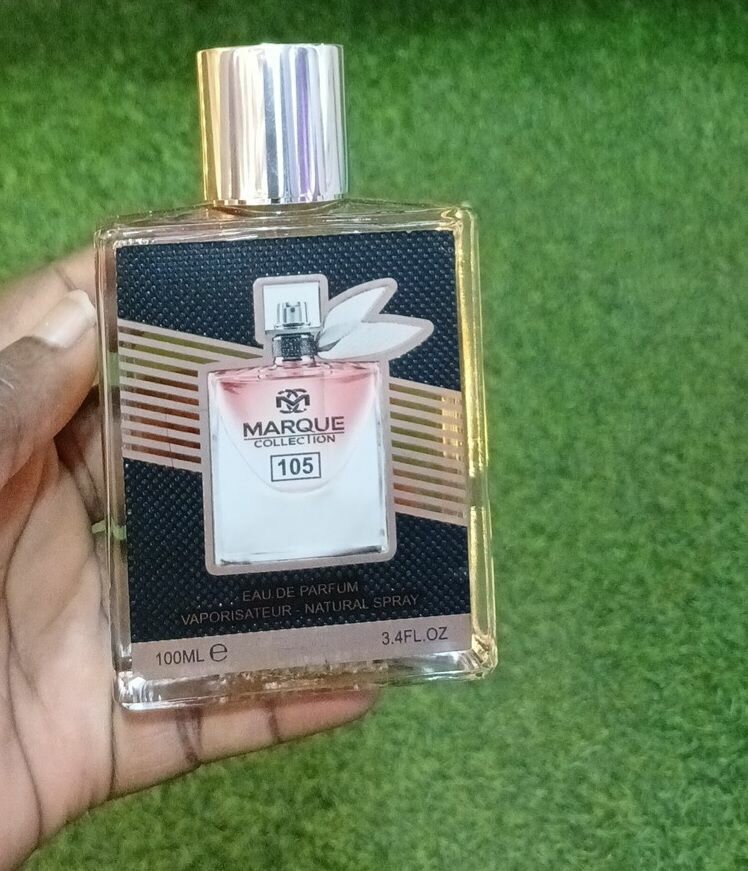 MARQUE
COLLECTION
105
EAU.DE PARFUM
VAPORISATEUR - NATURAL SPRAY
100ML ℮
3.4FL.OZ